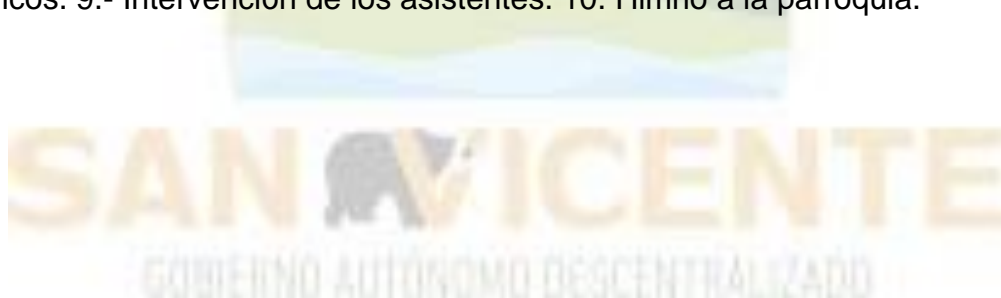 icos. 9.- Intervención de los asistentes. 10. Himno a la parroquia.
SAN VICENTE
GOBIERNO AUTÓNOMO DESCENTRALIZADO